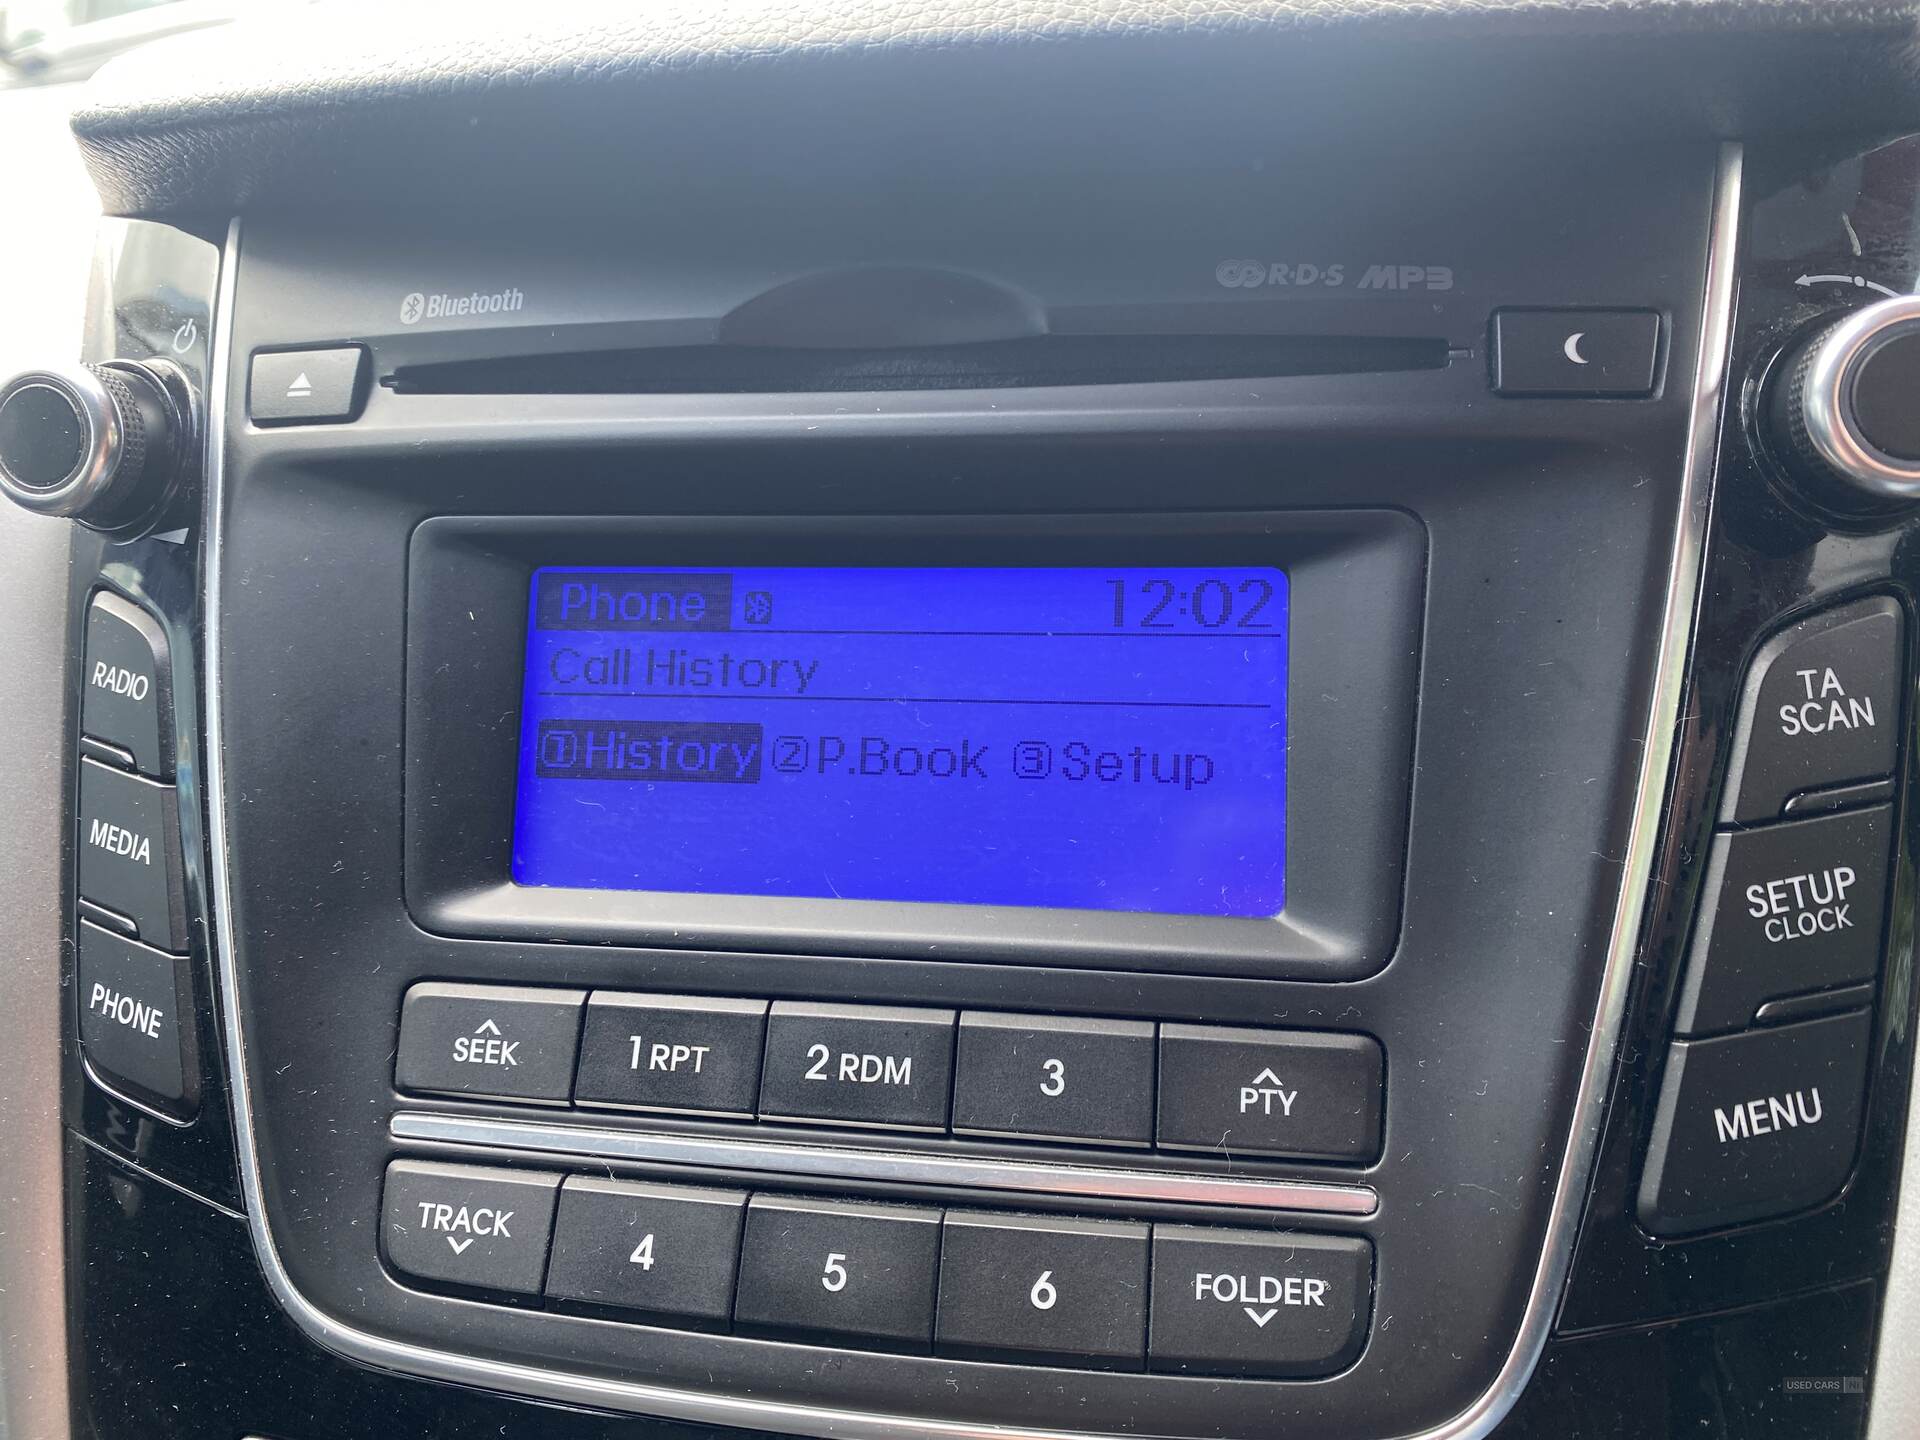 Bluetooth
R·D·S MP3
Phone 12:02
Call History
①History ②P.Book ③Setup
RADIO
MEDIA
PHONE
TA
SCAN
SETUP
CLOCK
MENU
SEEK 1 RPT 2 RDM 3 PTY
TRACK 4 5 6 FOLDER
USED CARS NI